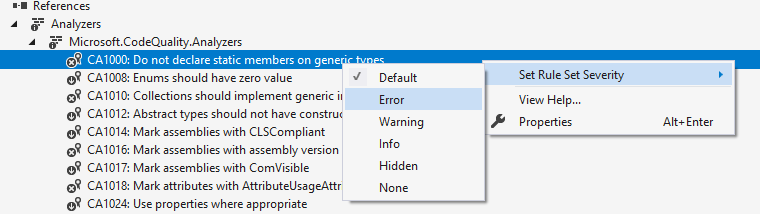 References
Analyzers
Microsoft.CodeQuality.Analyzers
CA1000: Do not declare static members on generic types
CA1008: Enums should have zero value
CA1010: Collections should implement generic in
CA1012: Abstract types should not have construc
CA1014: Mark assemblies with CLSCompliant
CA1016: Mark assemblies with assembly version
CA1017: Mark assemblies with ComVisible
CA1018: Mark attributes with AttributeUsageAttr
CA1024: Use properties where appropriate
Default
Error
Warning
Info
Hidden
None
Set Rule Set Severity
View Help...
Properties Alt+Enter